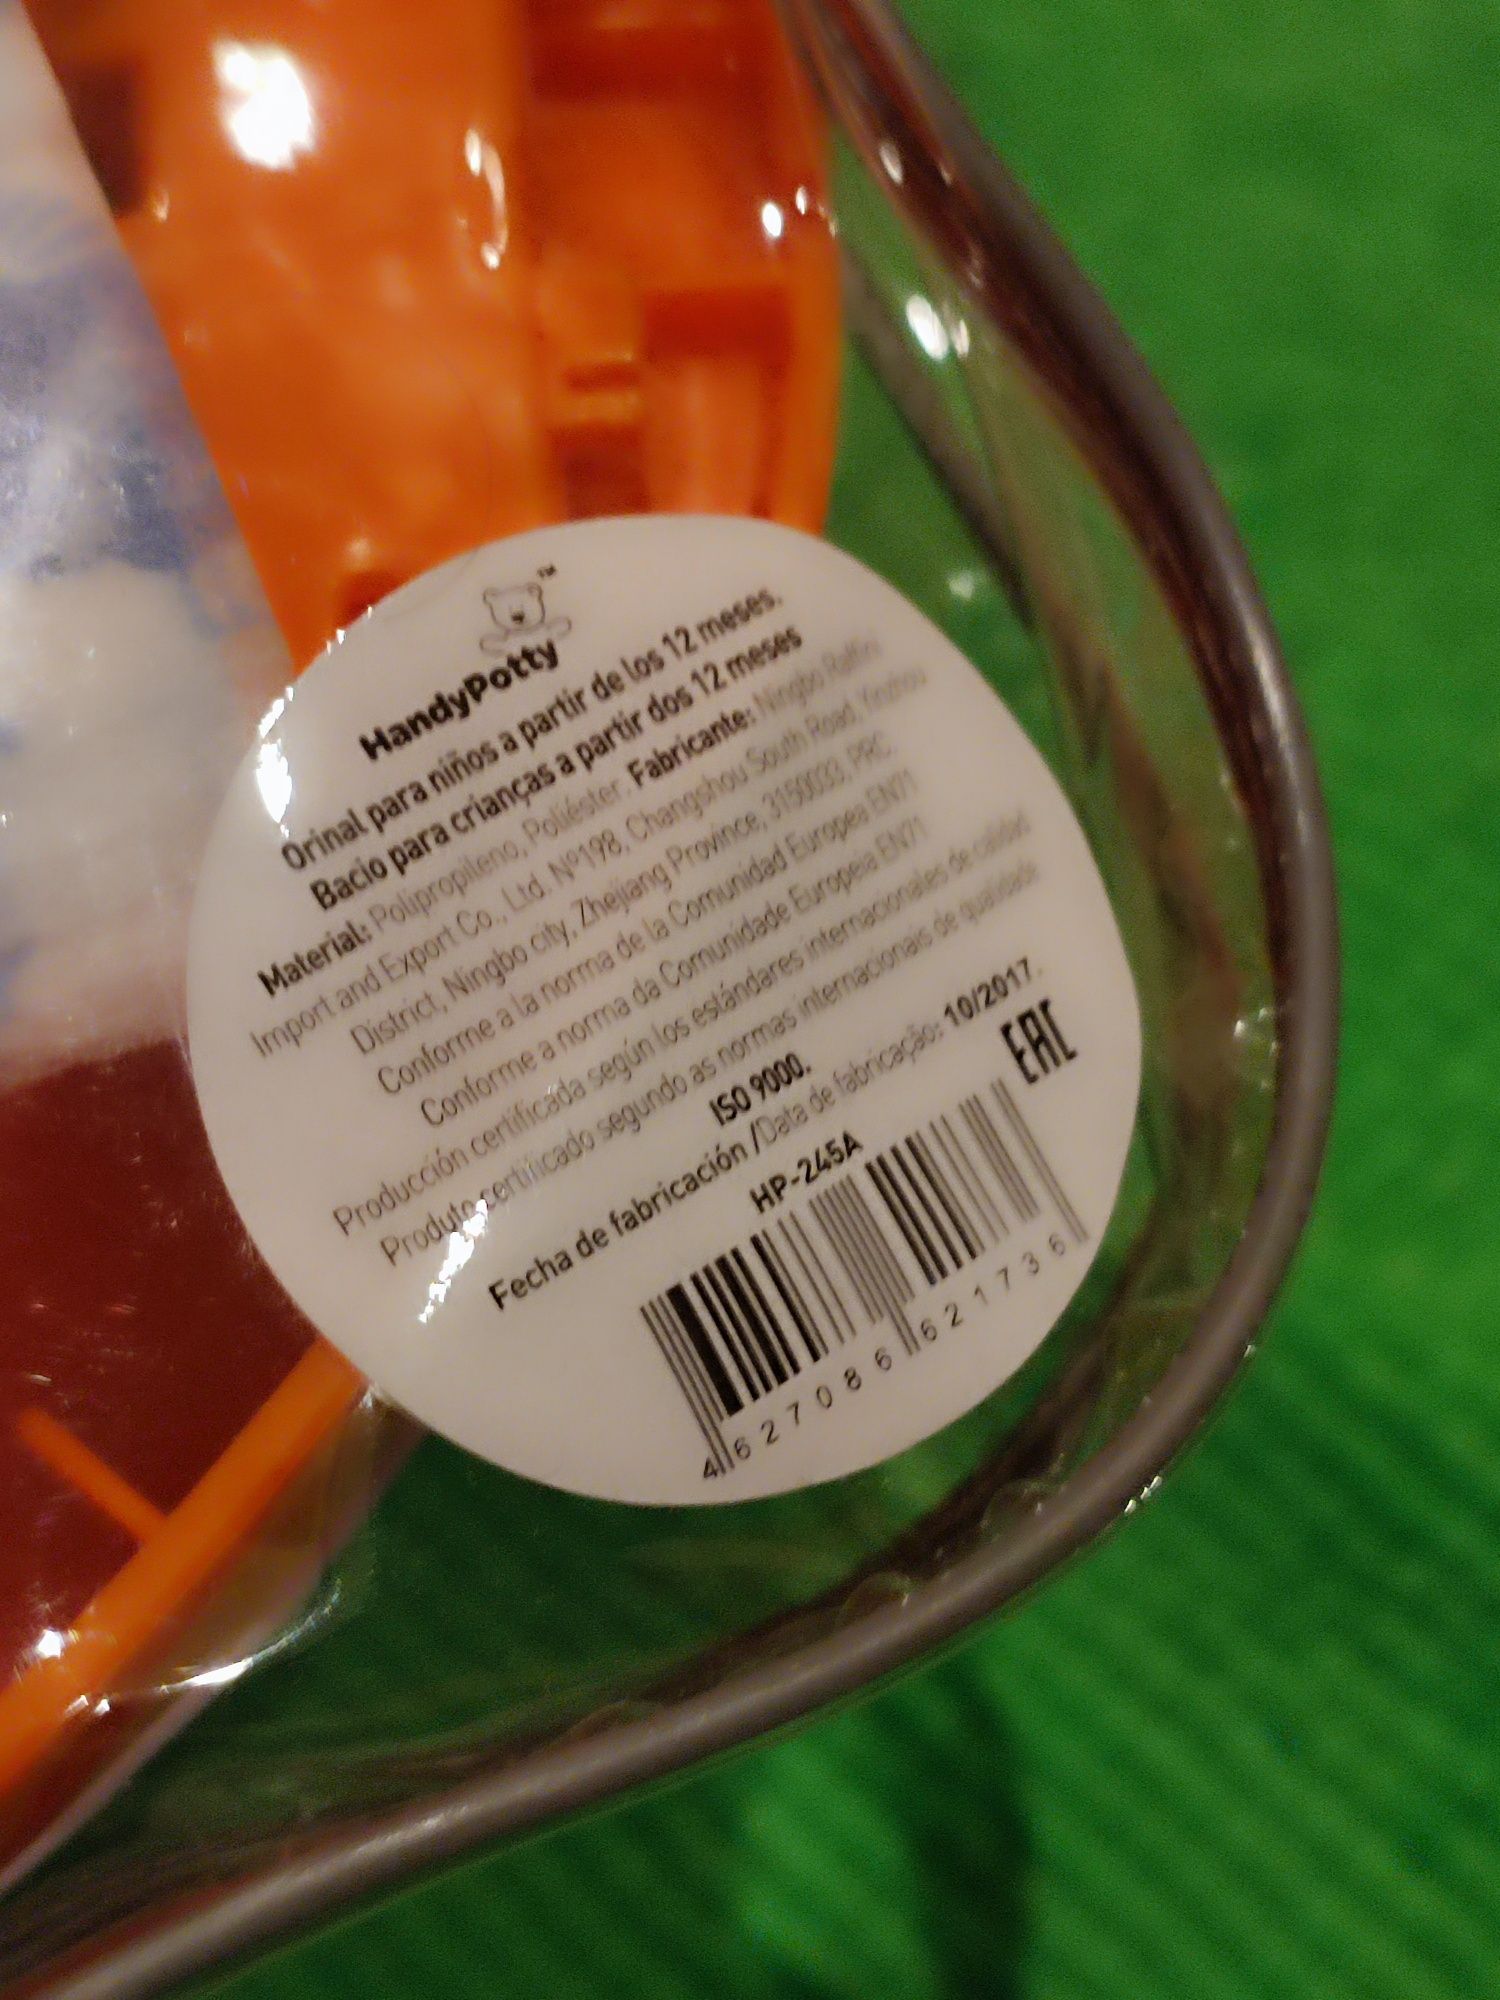 TM
HandyPotty
Orinal para niños a partir de los 12 meses.
Bacio para crianças a partir dos 12 meses
Material: Polipropileno, Poliéster. Fabricante: Ningbo
Import and Export Co., Ltd. Nº198, Changshou South Road, Yinzhou
District, Ningbo city, Zhejiang Province, 3150033, PRC
Conforme a la norma de la Comunidad Europea EN71
Conforme a norma da Comunidade Europeia EN71
Producción certificada según los estándares internacionales de calidad
Produto certificado segundo as normas internacionais de qualidade
ISO 9000.
Fecha de fabricación /Data de fabricação: 10/2017.
HP-245A
EAC
4 627086 621736